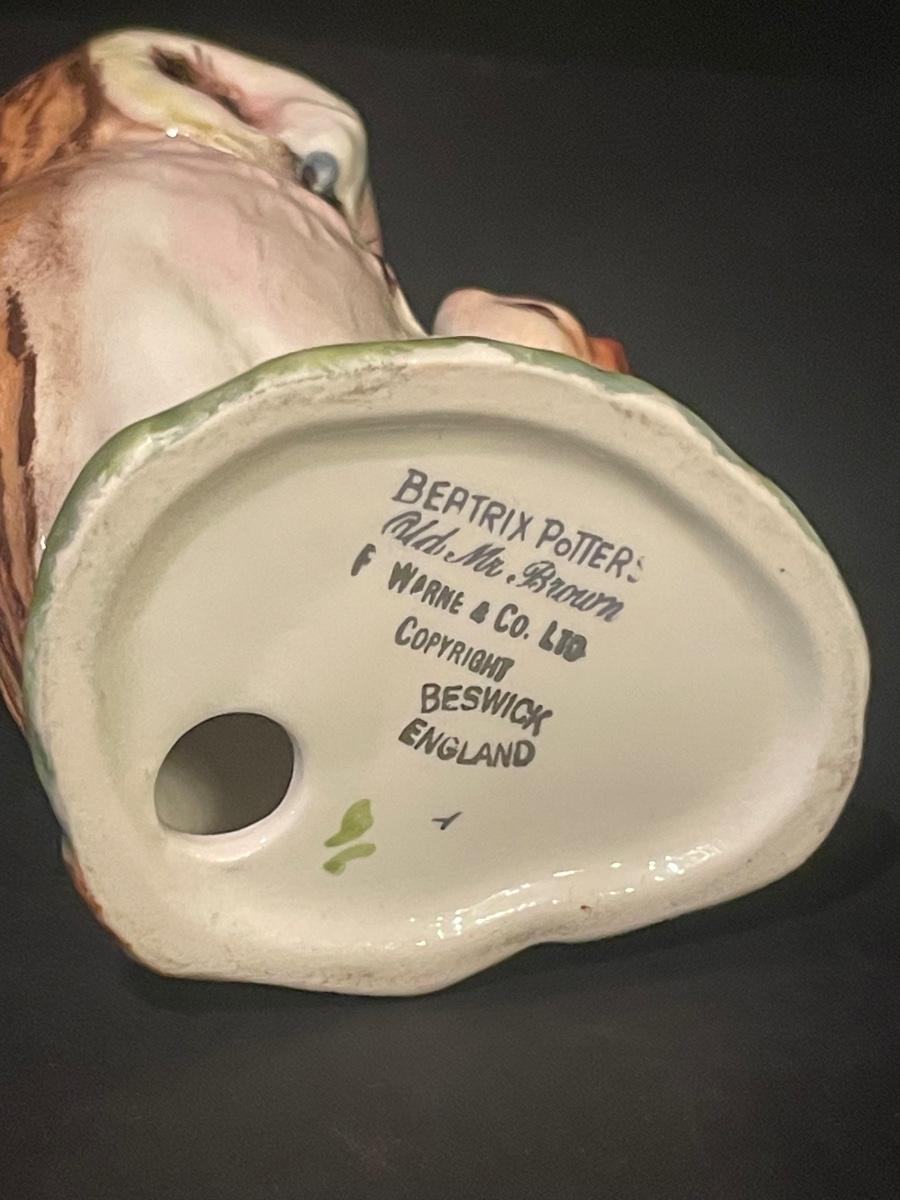 BEATRIX POTTERS
Old Mr. Brown
F WARNE & CO. LTD
COPYRIGHT
BESWICK
ENGLAND